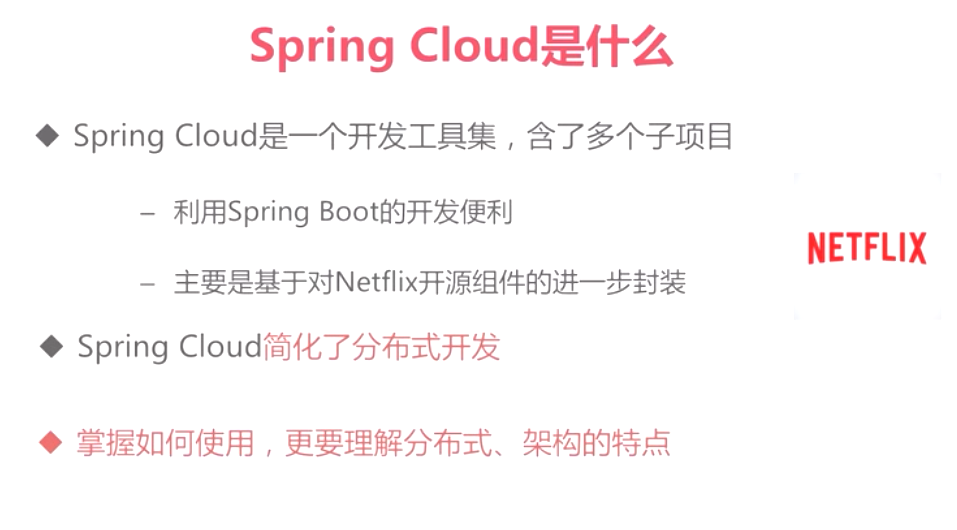 Spring Cloud是什么
◆ Spring Cloud是一个开发工具集，含了多个子项目
– 利用Spring Boot的开发便利
– 主要是基于对Netflix开源组件的进一步封装
NETFLIX
◆ Spring Cloud简化了分布式开发
◆ 掌握如何使用，更要理解分布式、架构的特点